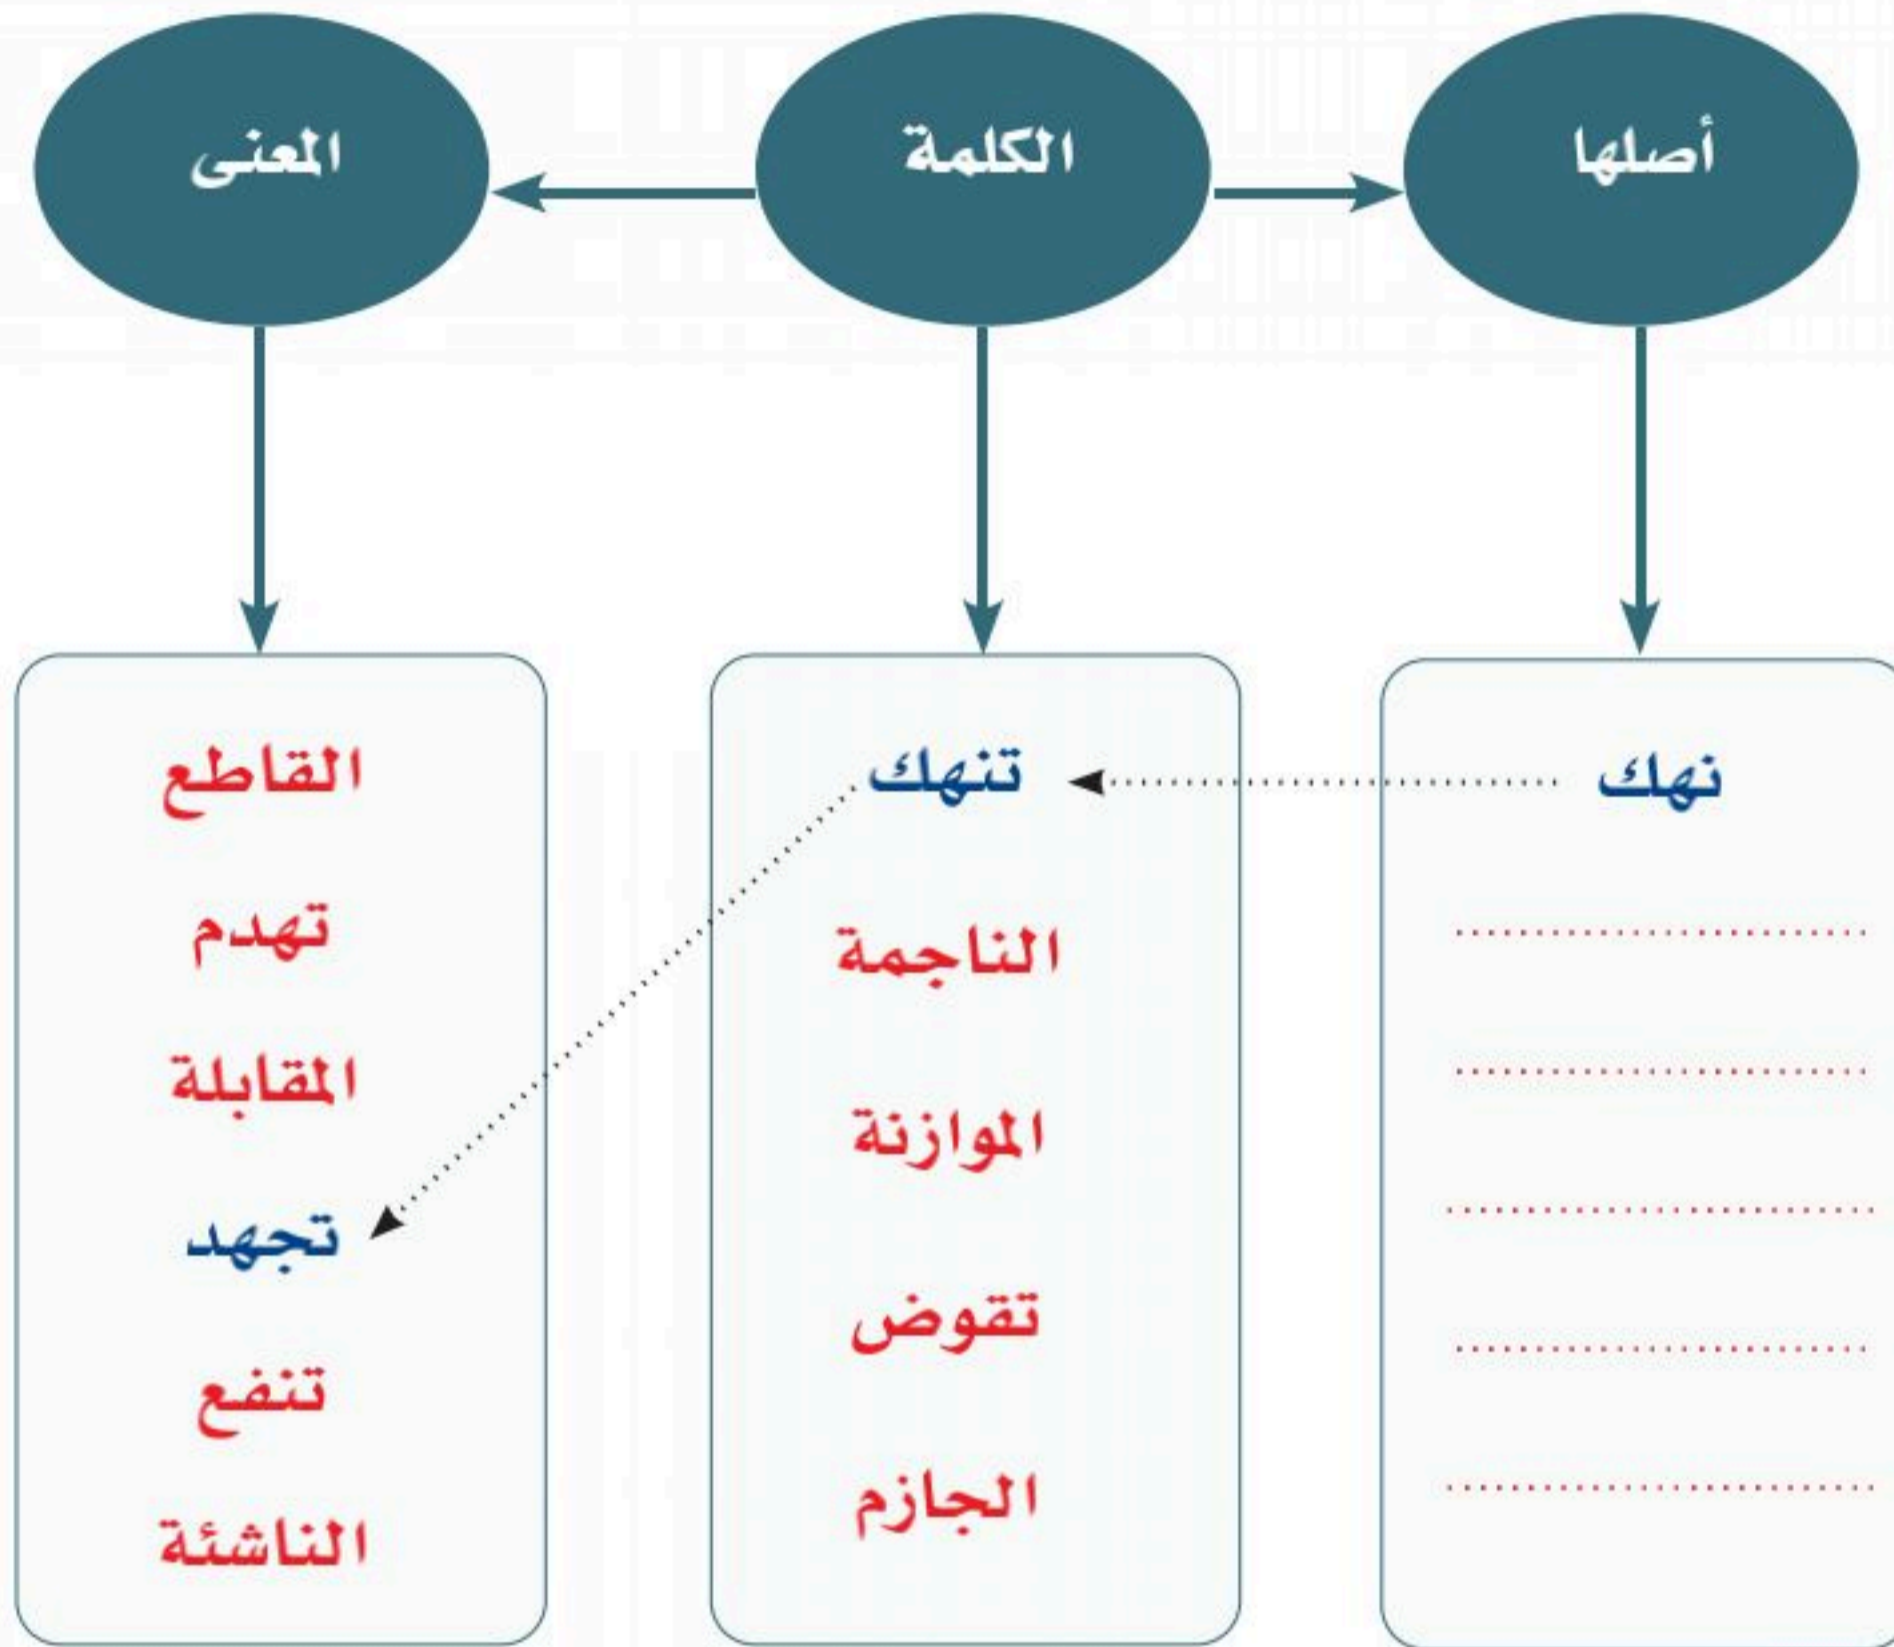 أصلها
الكلمة
المعنى
نهك
تنهك
الناجمة
الموازنة
تقوض
الجازم
القاطع
تهدم
المقابلة
تجهد
تنفع
الناشئة